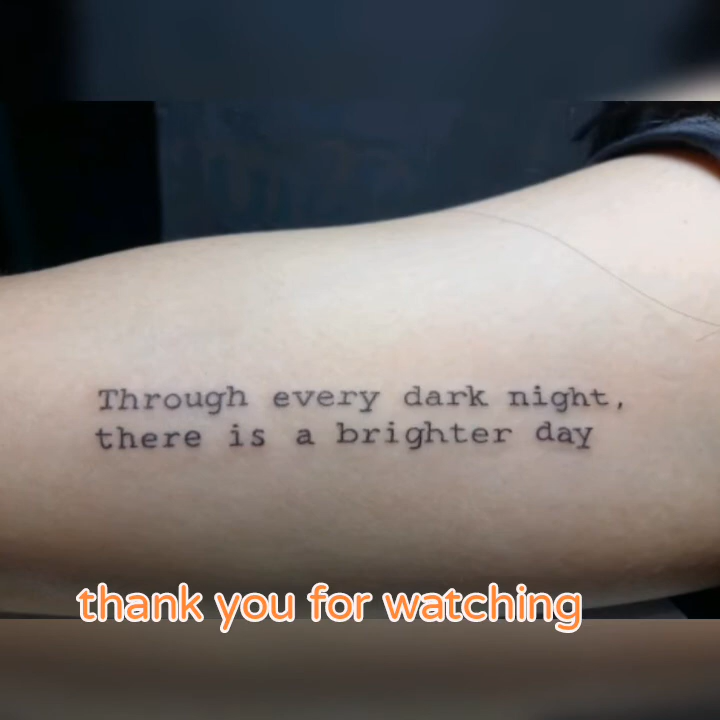 Through every dark night,
there is a brighter day
thank you for watching